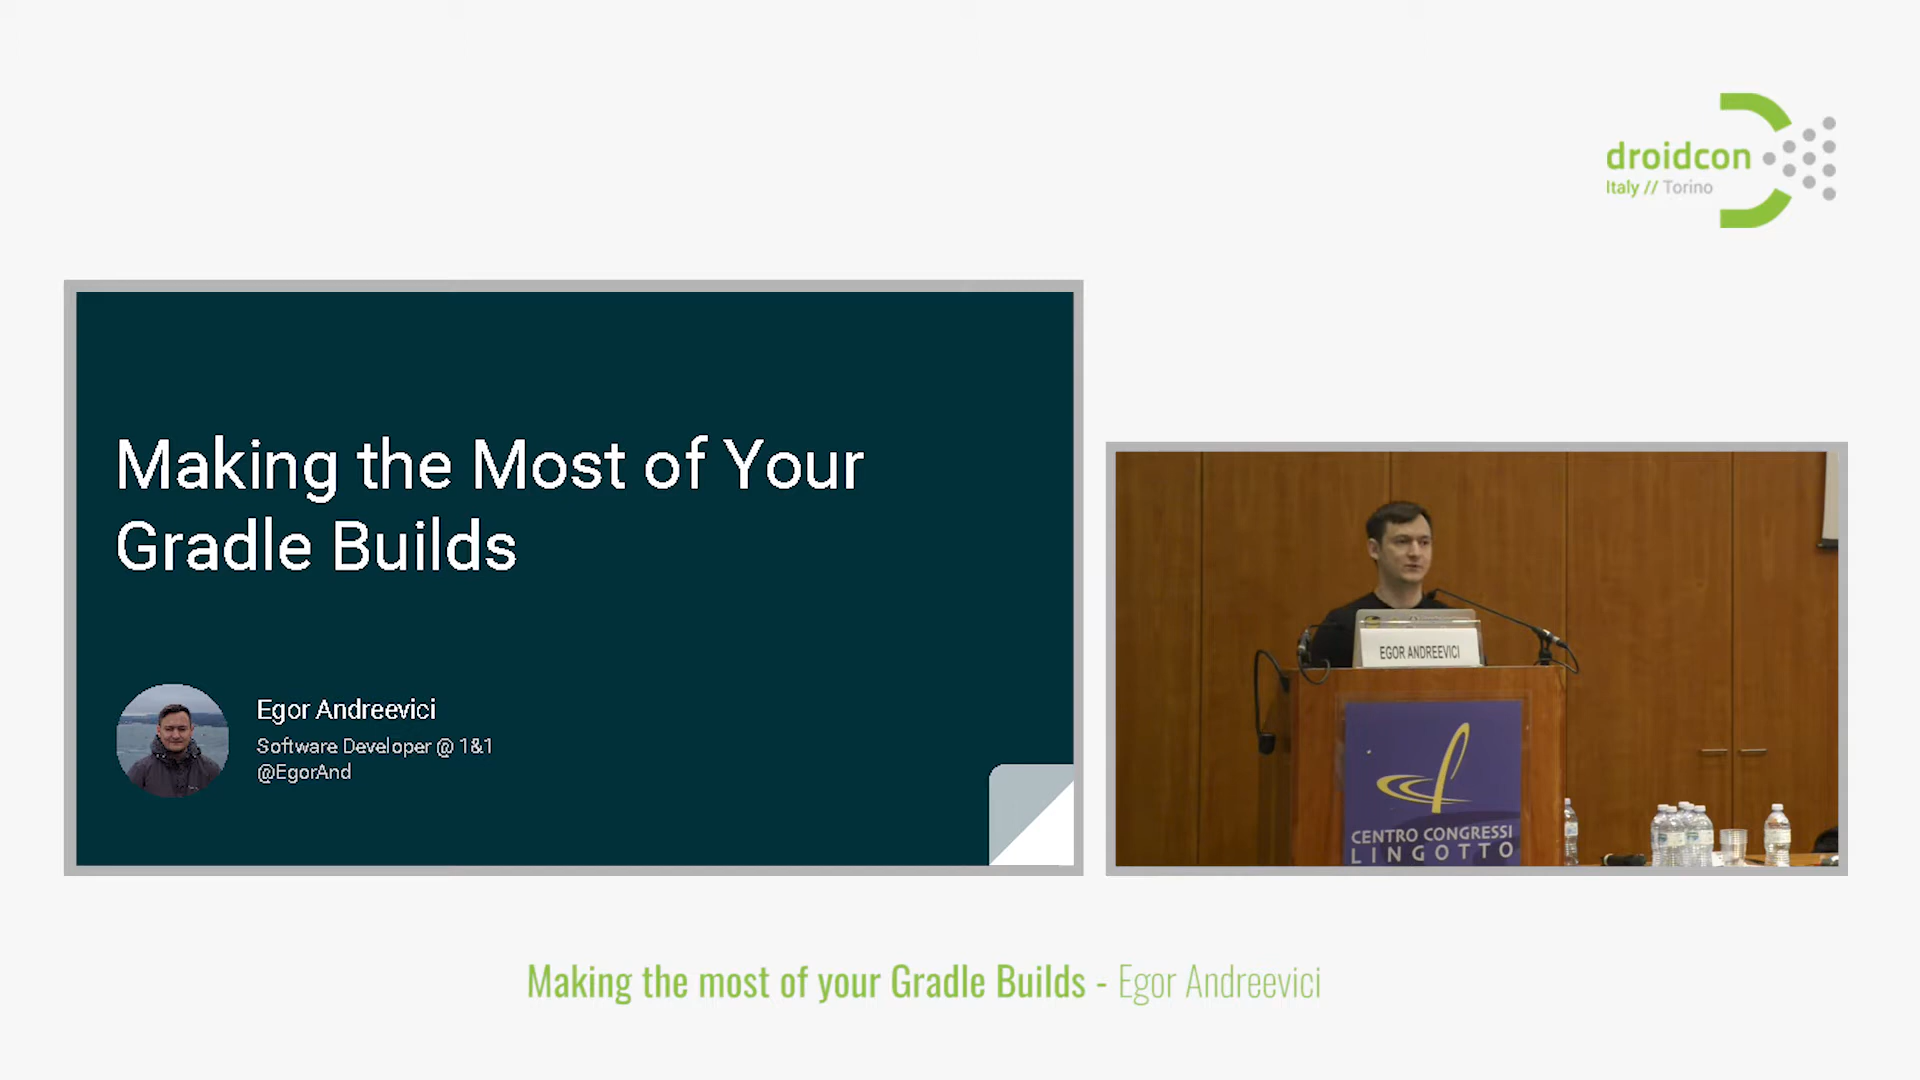 droidcon
Italy // Torino
Making the Most of Your
Gradle Builds
Egor Andreevici
Software Developer @ 1&1
@EgorAnd
EGOR ANDREEVICI
CENTRO CONGRESSI
LINGOTTO
Making the most of your Gradle Builds - Egor Andreevici